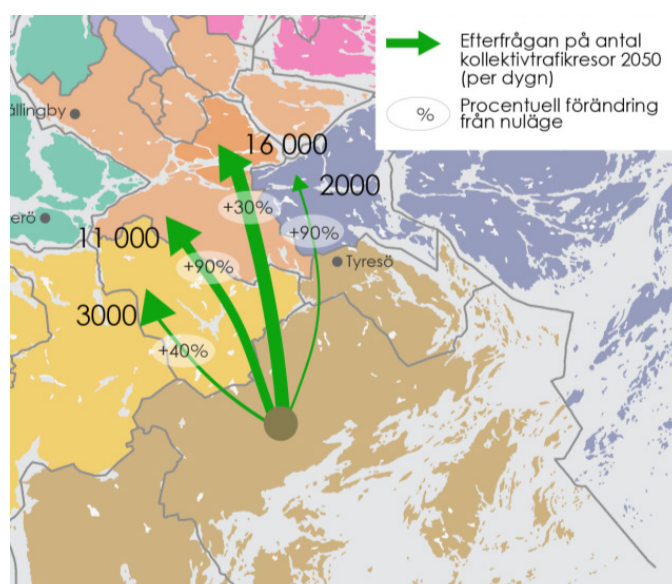 Efterfrågan på antal
kollektivtrafikresor 2050
(per dygn)
% Procentuell förändring
från nuläge
ällingby
16 000
2000
erö
+30%
11 000
+90%
+90%
Tyresö
3000
+40%